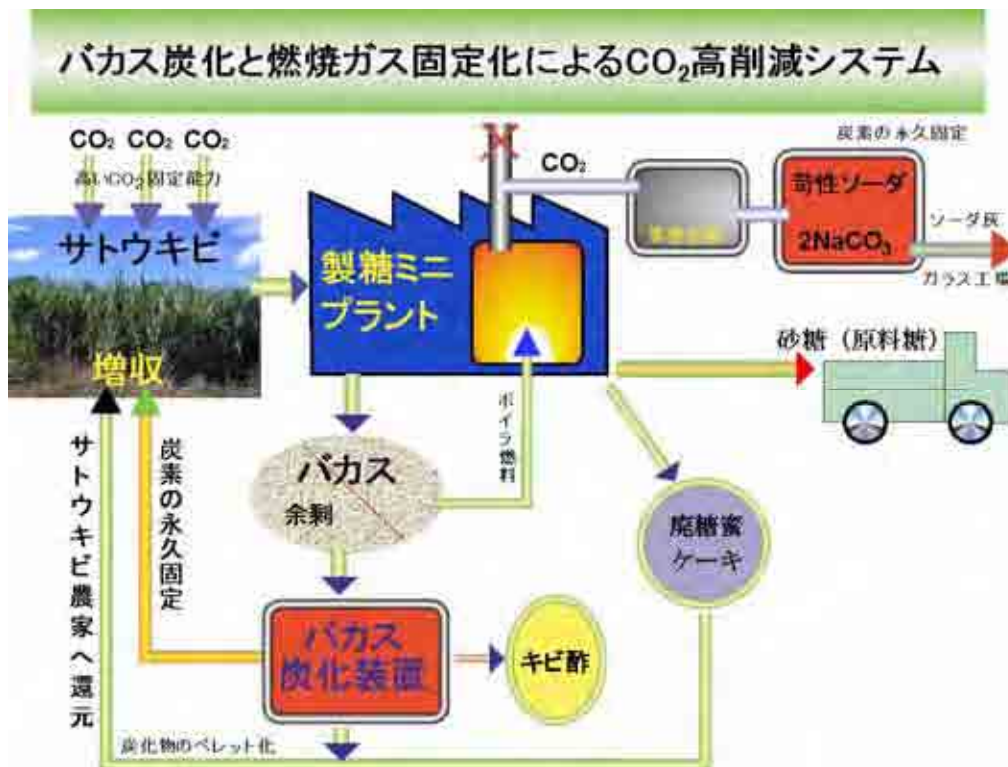 バカス炭化と燃焼ガス固定化によるCO₂高削減システム
CO₂ CO₂ CO₂
高いCO₂固定能力
サトウキビ
増収
製糖ミニ
プラント
CO₂
炭素の永久固定
苛性ソーダ
2NaCO₃
ソーダ灰
ガラス工場
砂糖（原料糖）
ボイラ燃料
バカス
余剰
廃糖蜜
ケーキ
バカス
炭化装置
キビ酢
炭素の永久固定
サトウキビ農家へ還元
炭化物のペレット化